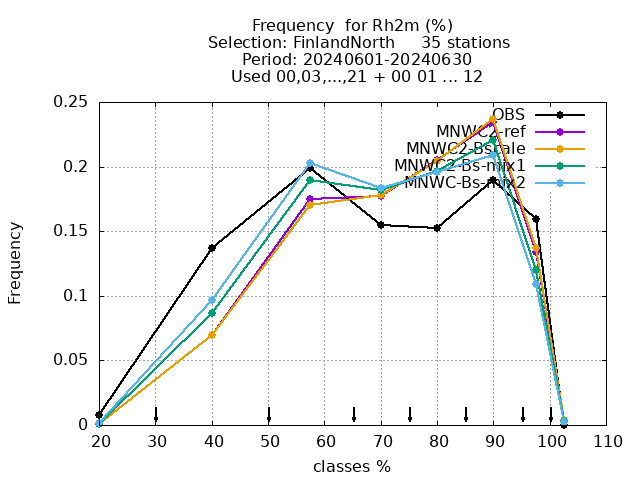 Frequency  for Rh2m (%)
Selection: FinlandNorth     35 stations
Period: 20240601-20240630
Used 00,03,...,21 + 00 01 ... 12
0.25
0.2
0.15
0.1
0.05
0
Frequency
OBS
MNWC2-ref
MNWC2-Bscale
MNWC2-Bs-mix1
MNWC-Bs-mix2
20 30 40 50 60 70 80 90 100 110
classes %